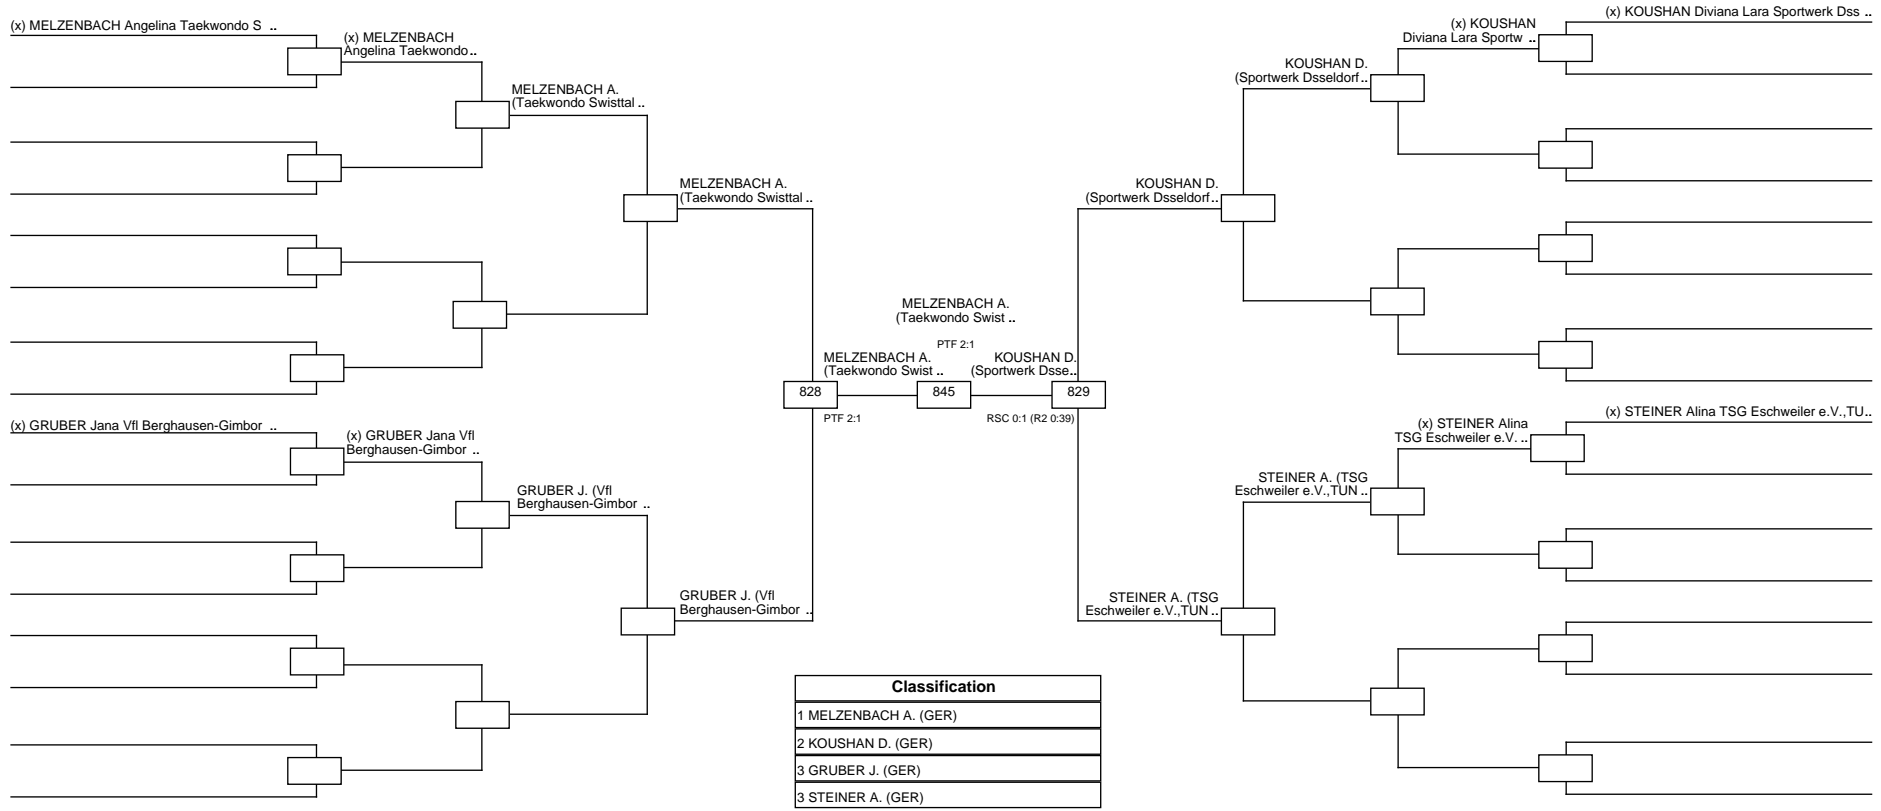 (x) MELZENBACH Angelina Taekwondo S ..
(x) MELZENBACH
Angelina Taekwondo..
MELZENBACH A.
(Taekwondo Swisttal ..
MELZENBACH A.
(Taekwondo Swisttal ..
(x) GRUBER Jana Vfl Berghausen-Gimbor ..
(x) GRUBER Jana Vfl
Berghausen-Gimbor ..
GRUBER J. (Vfl
Berghausen-Gimbor ..
GRUBER J. (Vfl
Berghausen-Gimbor ..
MELZENBACH A.
(Taekwondo Swist ..
PTF 2:1
MELZENBACH A.
(Taekwondo Swist ..
KOUSHAN D.
(Sportwerk Dsse..
828
845
829
PTF 2:1
RSC 0:1 (R2 0:39)
(x) KOUSHAN Diviana Lara Sportwerk Dss ..
(x) KOUSHAN
Diviana Lara Sportw ..
KOUSHAN D.
(Sportwerk Dsseldorf..
KOUSHAN D.
(Sportwerk Dsseldorf..
(x) STEINER Alina TSG Eschweiler e.V.,TU..
(x) STEINER Alina
TSG Eschweiler e.V. ..
STEINER A. (TSG
Eschweiler e.V.,TUN ..
STEINER A. (TSG
Eschweiler e.V.,TUN ..
Classification
1 MELZENBACH A. (GER)
2 KOUSHAN D. (GER)
3 GRUBER J. (GER)
3 STEINER A. (GER)